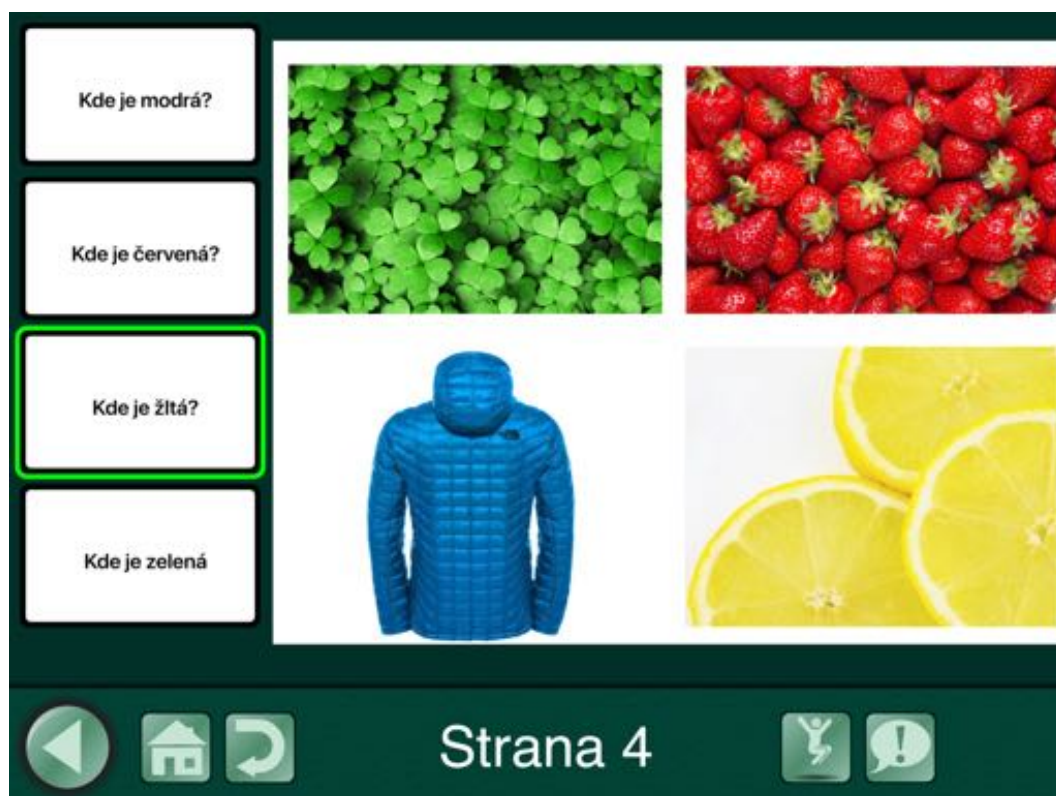 Kde je modrá?
Kde je červená?
Kde je žltá?
Kde je zelená
Strana 4